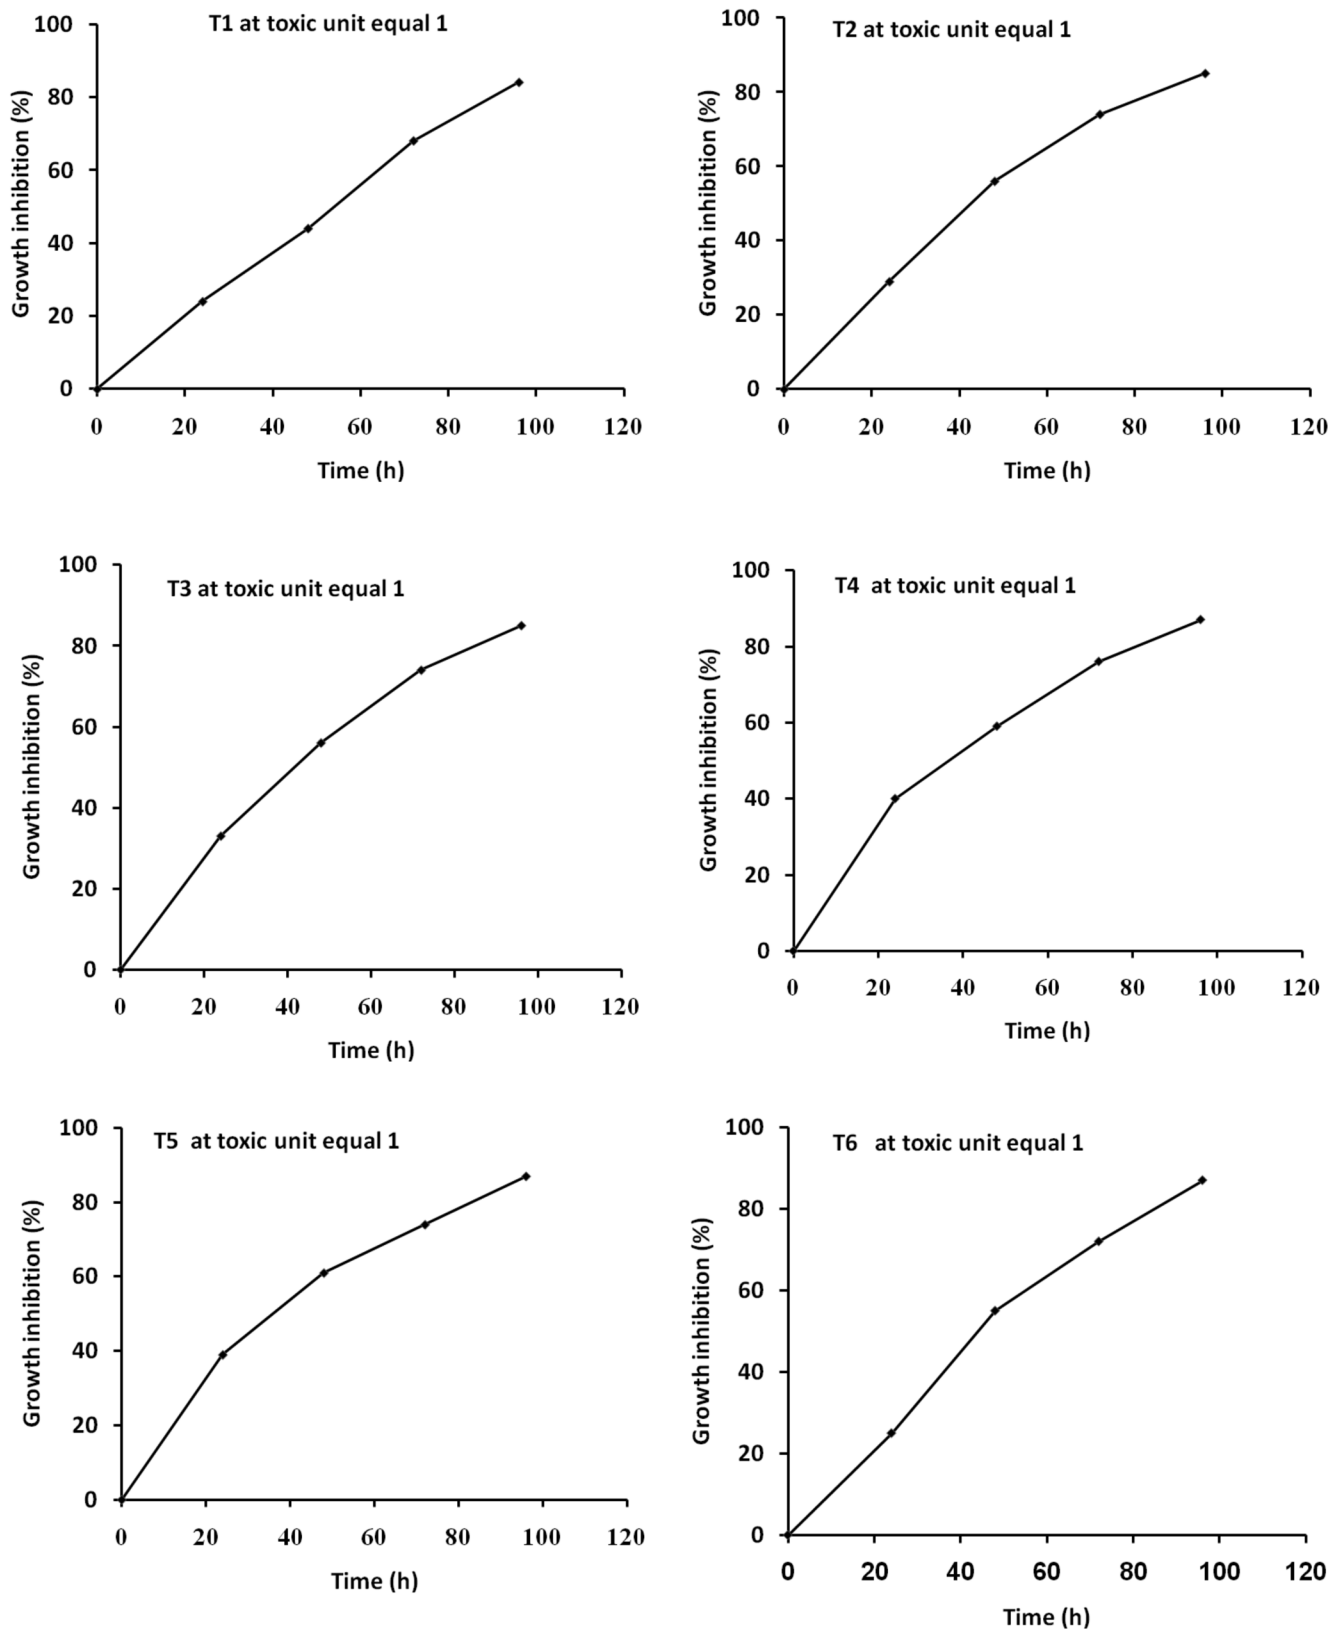 T1 at toxic unit equal 1
Growth inhibition (%)
100
80
60
40
20
0
0 20 40 60 80 100 120
Time (h)
T2 at toxic unit equal 1
Growth inhibition (%)
100
80
60
40
20
0
0 20 40 60 80 100 120
Time (h)
T3 at toxic unit equal 1
Growth inhibition (%)
100
80
60
40
20
0
0 20 40 60 80 100 120
Time (h)
T4 at toxic unit equal 1
Growth inhibition (%)
100
80
60
40
20
0
0 20 40 60 80 100 120
Time (h)
T5 at toxic unit equal 1
Growth inhibition (%)
100
80
60
40
20
0
0 20 40 60 80 100 120
Time (h)
T6 at toxic unit equal 1
Growth inhibition (%)
100
80
60
40
20
0
0 20 40 60 80 100 120
Time (h)